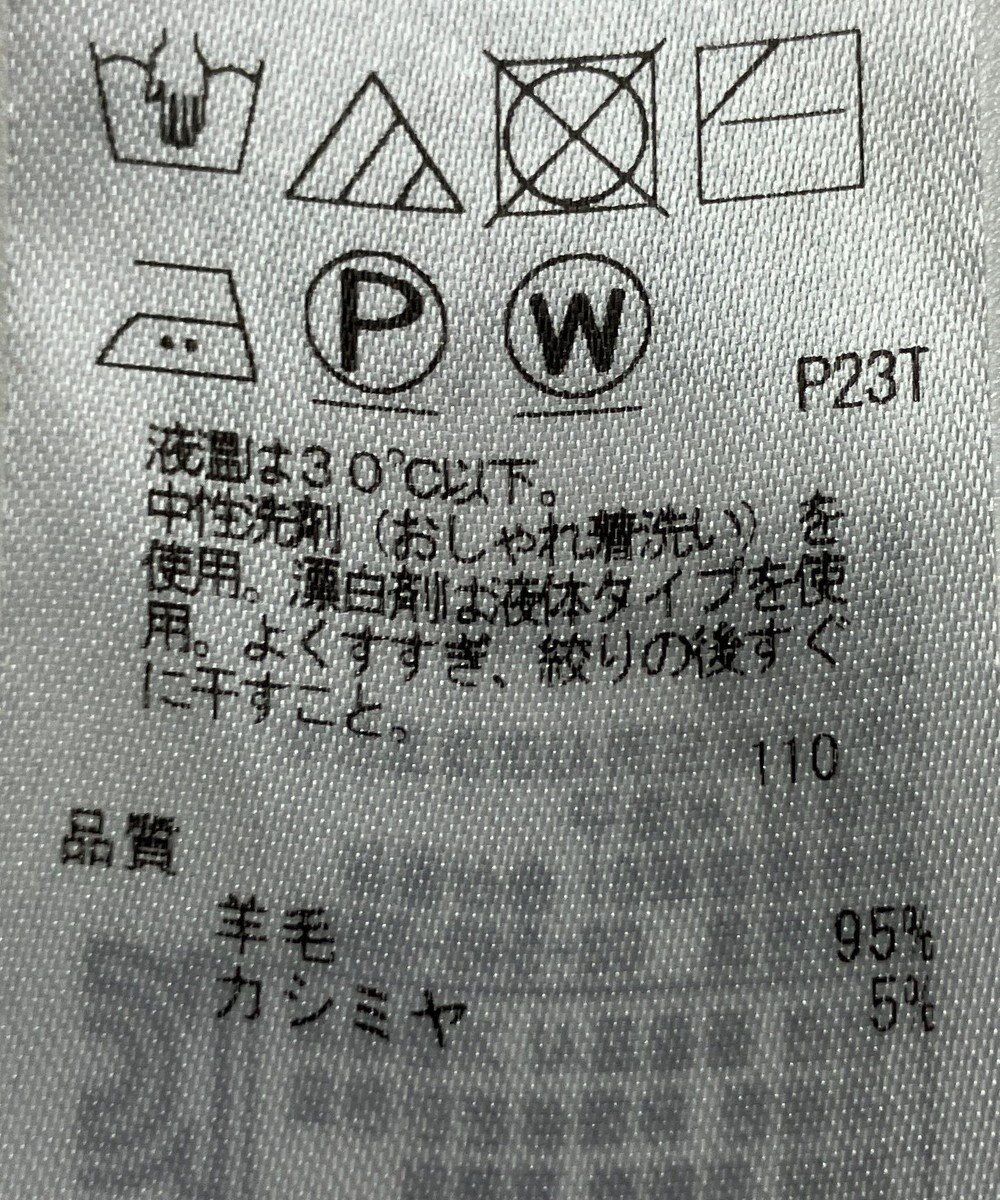 P
W
P23T
液温は30℃以下。
中性洗剤(おしゃれ着洗い)を
使用。漂白剤は液体タイプを使
用。よくすすぎ、絞りの後すぐ
に干すこと。
110
品質
羊毛 95%
カシミヤ 5%